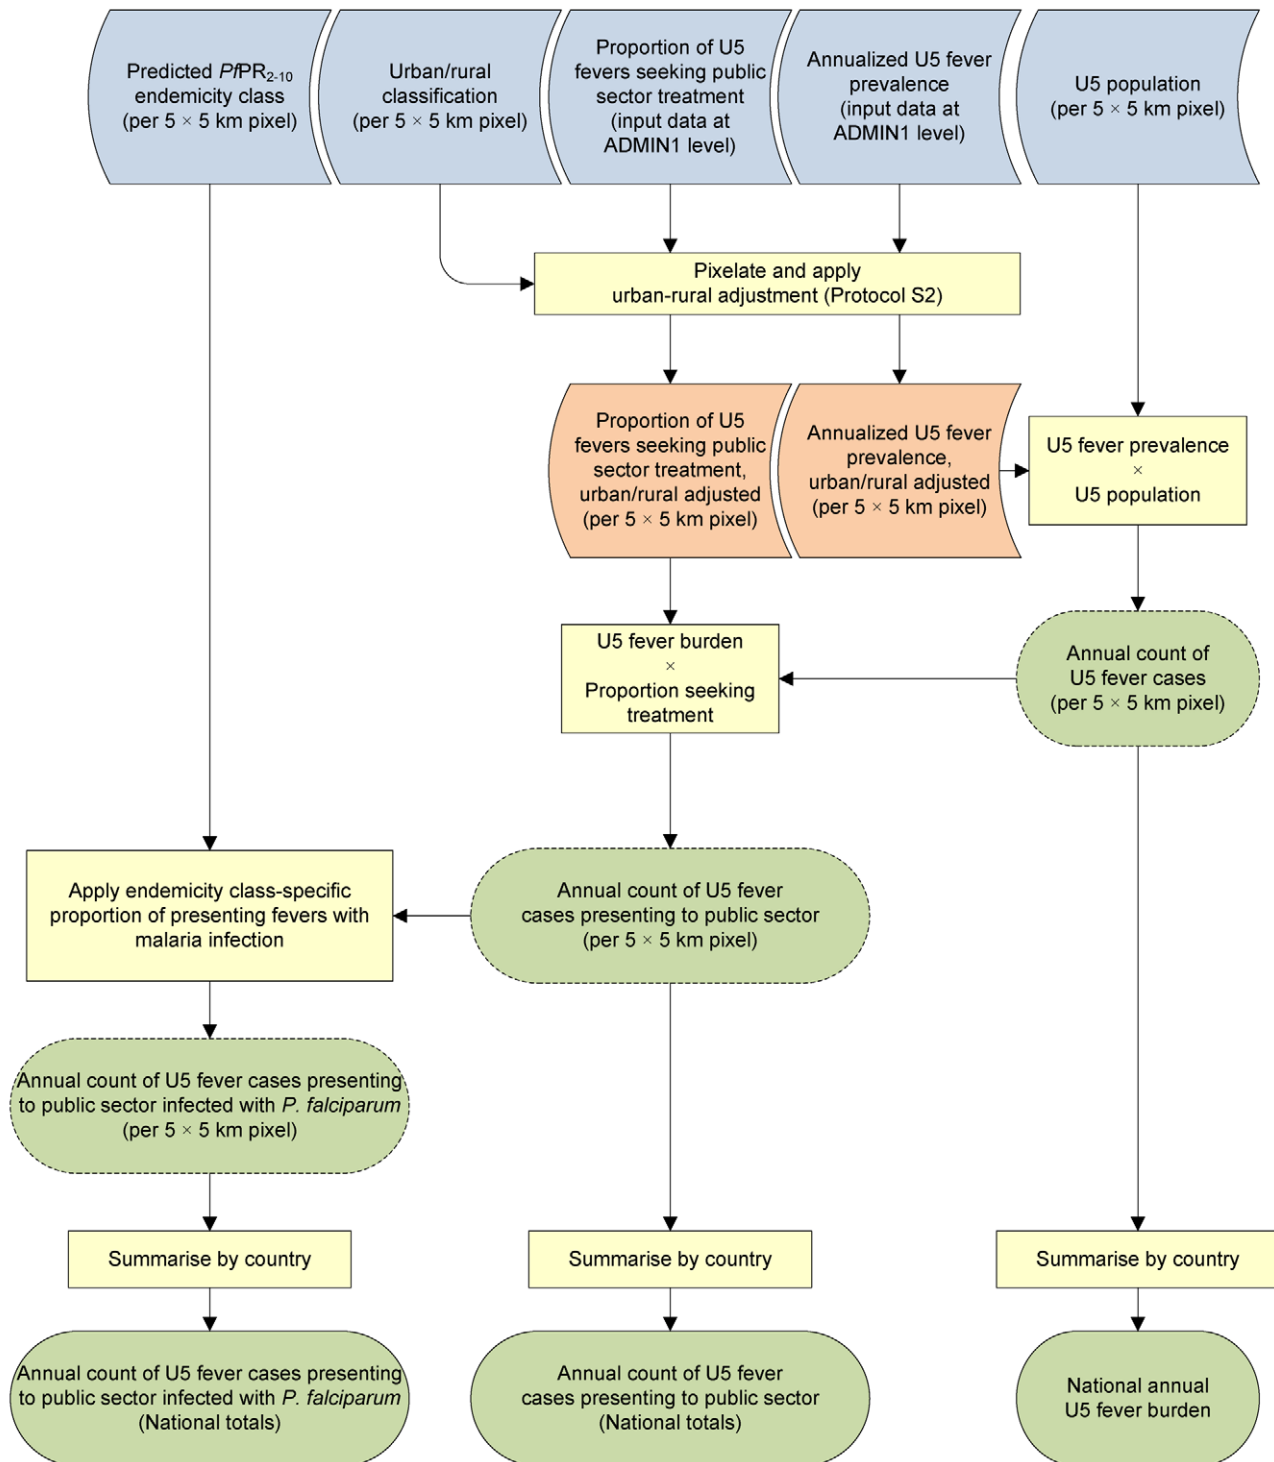 Predicted PfPR2-10
endemicity class
(per 5 × 5 km pixel)
Urban/rural
classification
(per 5 × 5 km pixel)
Proportion of U5
fevers seeking public
sector treatment
(input data at
ADMIN1 level)
Annualized U5 fever
prevalence
(input data at
ADMIN1 level)
U5 population
(per 5 × 5 km pixel)
Pixelate and apply
urban-rural adjustment (Protocol S2)
Proportion of U5
fevers seeking public
sector treatment,
urban/rural adjusted
(per 5 × 5 km pixel)
Annualized U5 fever
prevalence,
urban/rural adjusted
(per 5 × 5 km pixel)
U5 fever prevalence
×
U5 population
U5 fever burden
×
Proportion seeking
treatment
Annual count of
U5 fever cases
(per 5 × 5 km pixel)
Apply endemicity class-specific
proportion of presenting fevers with
malaria infection
Annual count of U5 fever
cases presenting to public sector
(per 5 × 5 km pixel)
Annual count of U5 fever cases presenting
to public sector infected with P. falciparum
(per 5 × 5 km pixel)
Summarise by country
Summarise by country
Summarise by country
Annual count of U5 fever cases presenting
to public sector infected with P. falciparum
(National totals)
Annual count of U5 fever
cases presenting to public sector
(National totals)
National annual
U5 fever burden